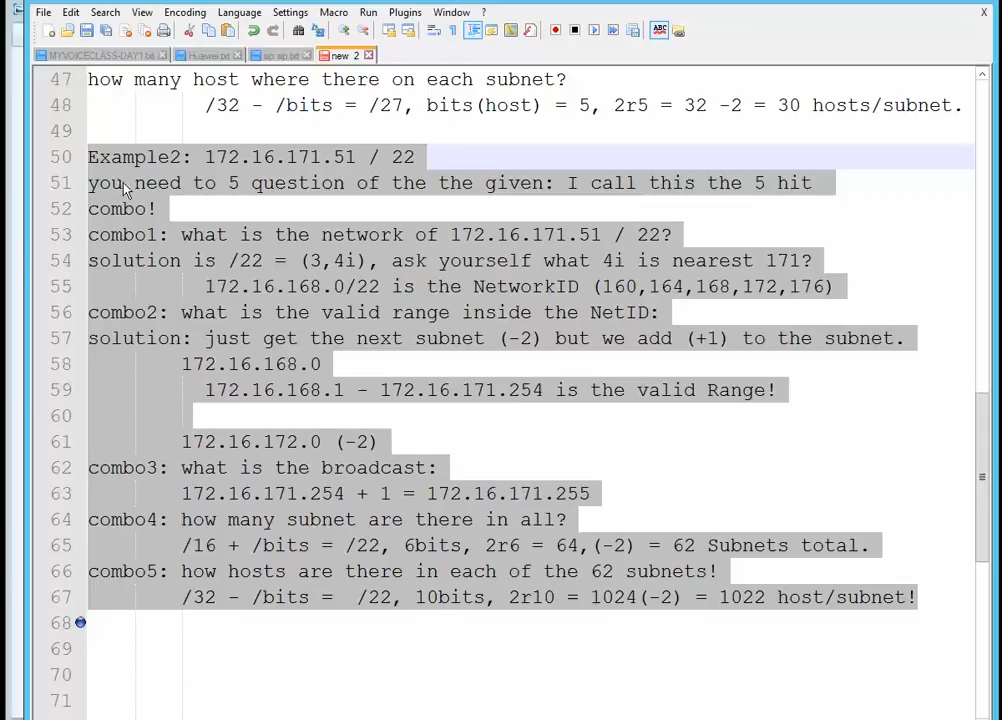 File Edit Search View Encoding Language Settings Macro Run Plugins Window ? X
MYVOICECLASS-DAY1.txt Huawei.txt sip sip.txt new 2
47 how many host where there on each subnet?
48 /32 - /bits = /27, bits(host) = 5, 2r5 = 32 -2 = 30 hosts/subnet.
49
50 Example2: 172.16.171.51 / 22
51 you need to 5 question of the the given: I call this the 5 hit
52 combo!
53 combo1: what is the network of 172.16.171.51 / 22?
54 solution is /22 = (3,4i), ask yourself what 4i is nearest 171?
55 172.16.168.0/22 is the NetworkID (160,164,168,172,176)
56 combo2: what is the valid range inside the NetID:
57 solution: just get the next subnet (-2) but we add (+1) to the subnet.
58 172.16.168.0
59 172.16.168.1 - 172.16.171.254 is the valid Range!
60
61 172.16.172.0 (-2)
62 combo3: what is the broadcast:
63 172.16.171.254 + 1 = 172.16.171.255
64 combo4: how many subnet are there in all?
65 /16 + /bits = /22, 6bits, 2r6 = 64,(-2) = 62 Subnets total.
66 combo5: how hosts are there in each of the 62 subnets!
67 /32 - /bits =  /22, 10bits, 2r10 = 1024(-2) = 1022 host/subnet!
68
69
70
71